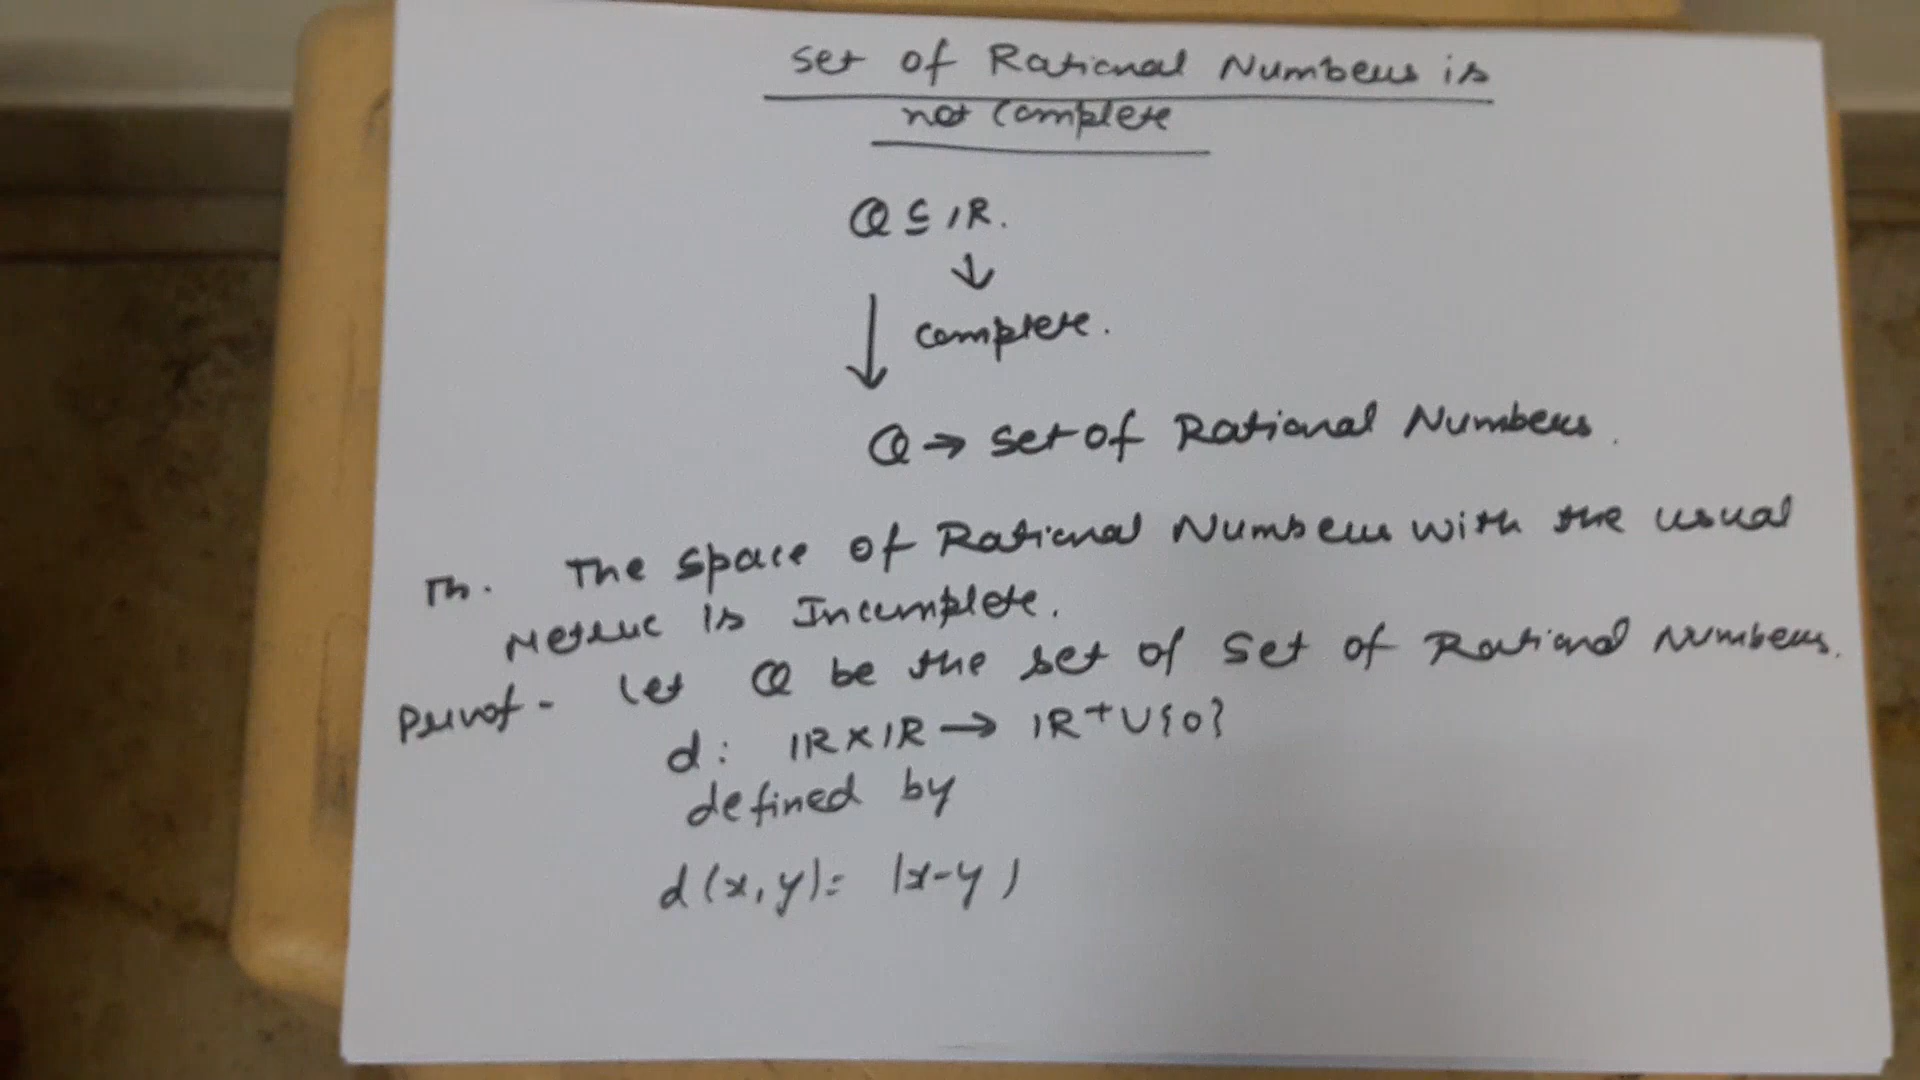 Set of Rational Numbers is
not Complete
Q ⊆ IR.
↓
↓ complete.
Q → set of Rational Numbers.
Th. The space of Rational Numbers with the usual
Metric is Incomplete.
Proof - Let Q be the set of set of Rational Numbers.
d: IR × IR → IR⁺ ∪ {0}
defined by
d(x,y) = |x-y|